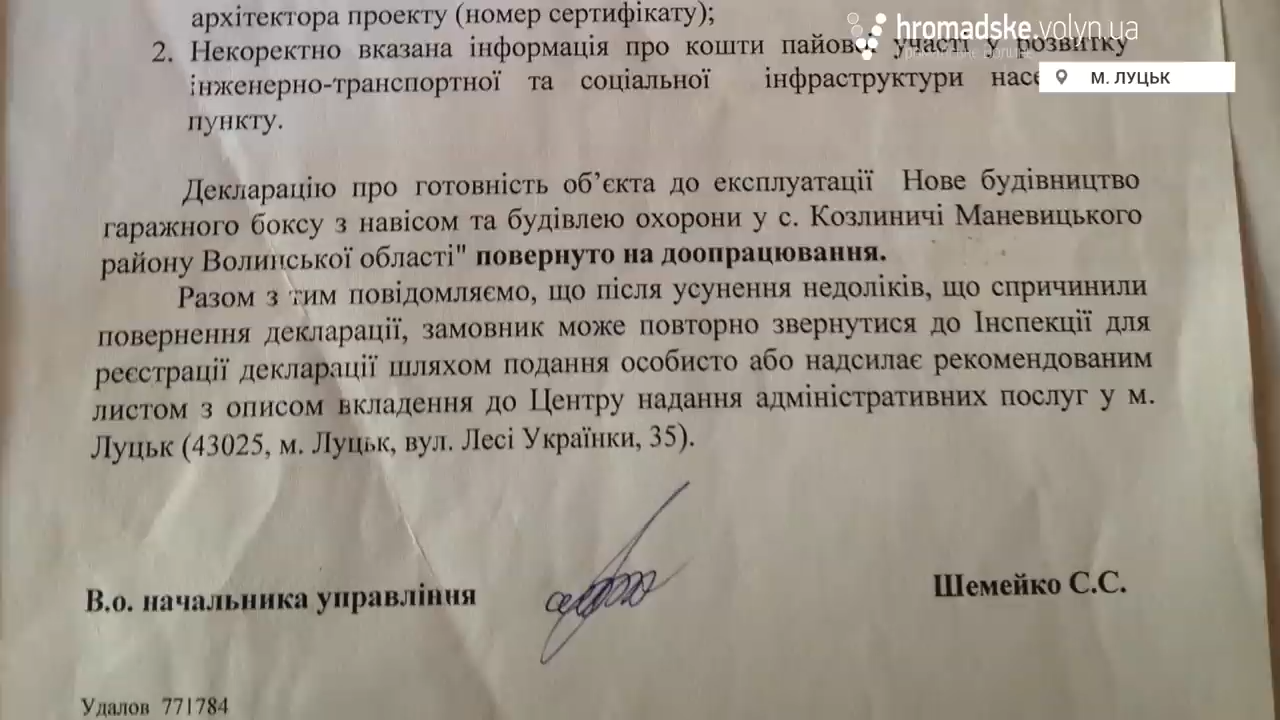 архітектора проекту (номер сертифікату);
hromadske.volyn.ua
2. Некоректно вказана інформація про кошти пайової участі у розвитку
інженерно-транспортної та соціальної інфраструктури
м. ЛУЦЬК
пункту.
Декларацію про готовність об’єкта до експлуатації Нове будівництво
гаражного боксу з навісом та будівлею охорони у с. Козлиничі Маневицького
району Волинської області" повернуто на доопрацювання.
Разом з тим повідомляємо, що після усунення недоліків, що спричинили
повернення декларації, замовник може повторно звернутися до Інспекції для
реєстрації декларації шляхом подання особисто або надсилає рекомендованим
листом з описом вкладення до Центру надання адміністративних послуг у м.
Луцьк (43025, м. Луцьк, вул. Лесі Українки, 35).
В.о. начальника управління
Шемейко С.С.
Удалов 771784